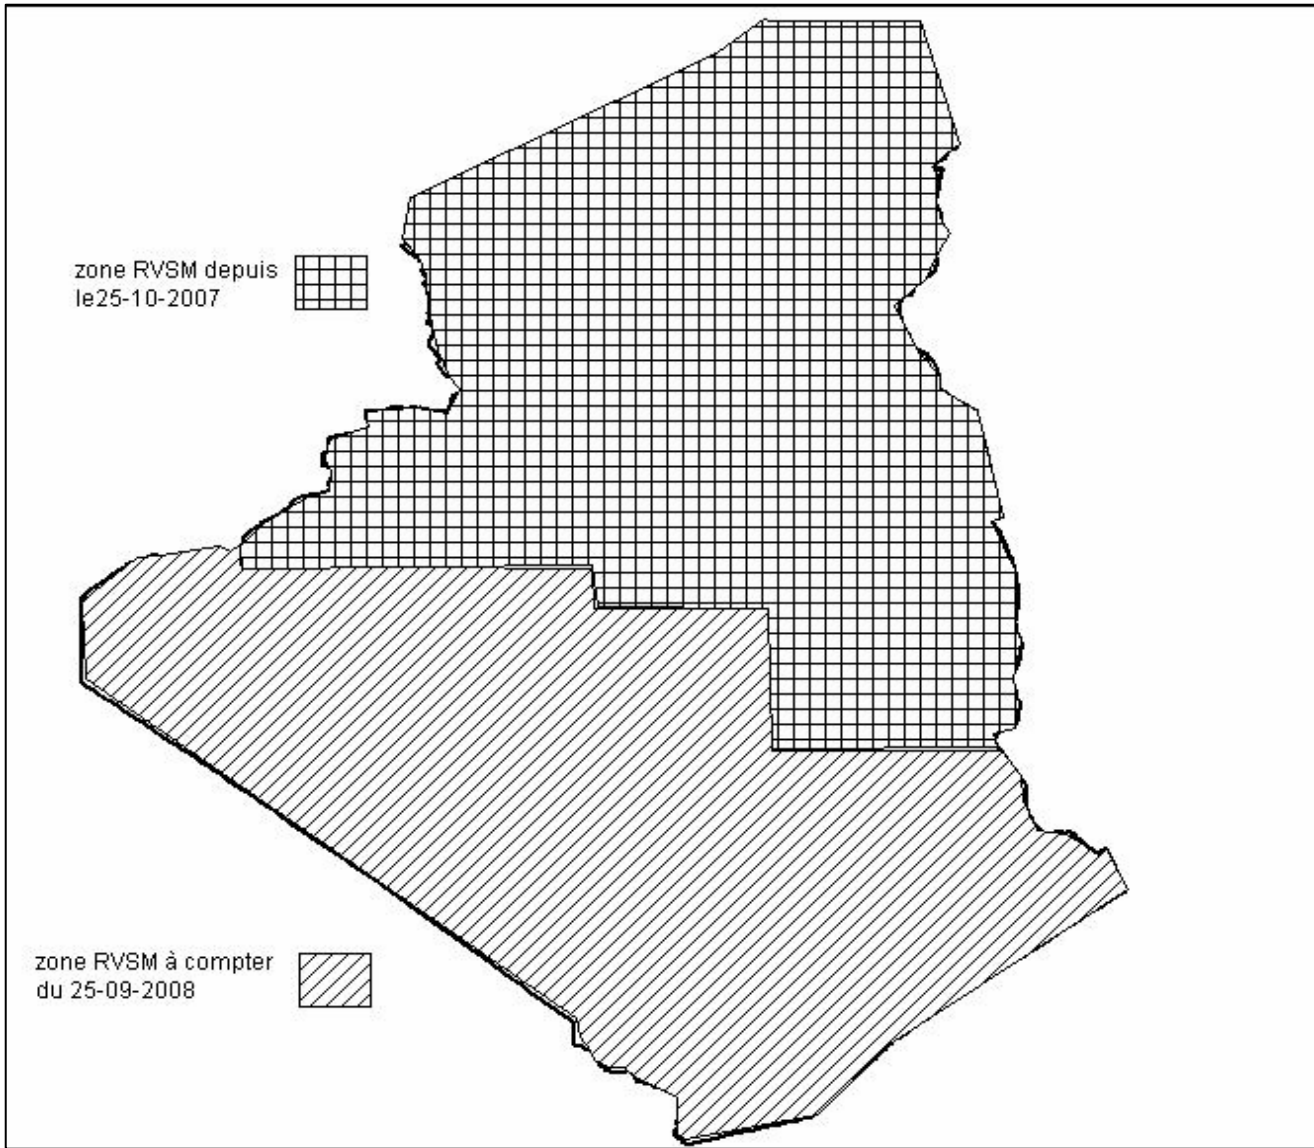 zone RVSM depuis
le25-10-2007
zone RVSM à compter
du 25-09-2008